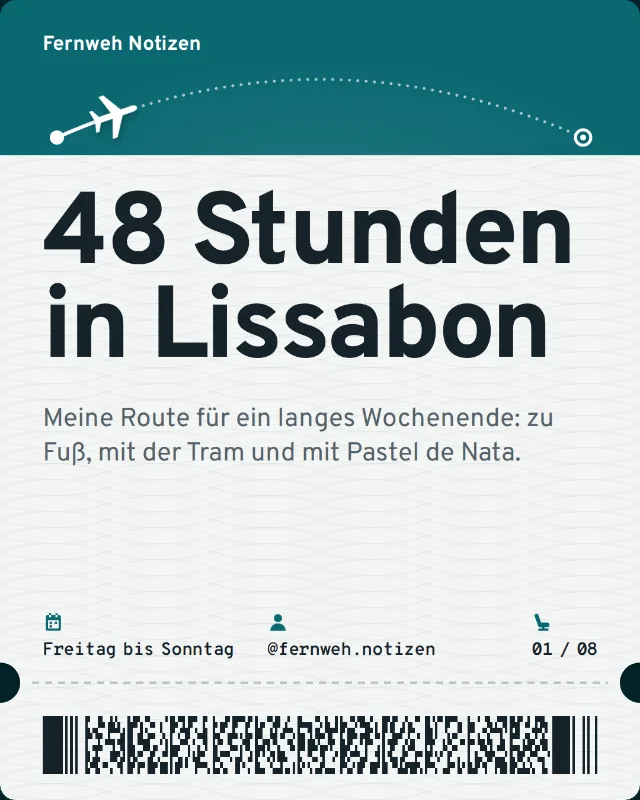 Fernweh Notizen
48 Stunden
in Lissabon
Meine Route für ein langes Wochenende: zu
Fuß, mit der Tram und mit Pastel de Nata.
Freitag bis Sonntag
@fernweh.notizen
01 / 08